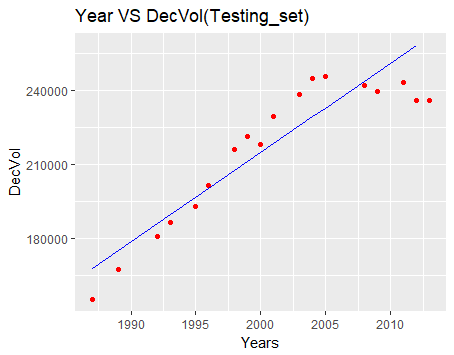 Year VS DecVol(Testing_set)
DecVol
240000
210000
180000
1990 1995 2000 2005 2010
Years